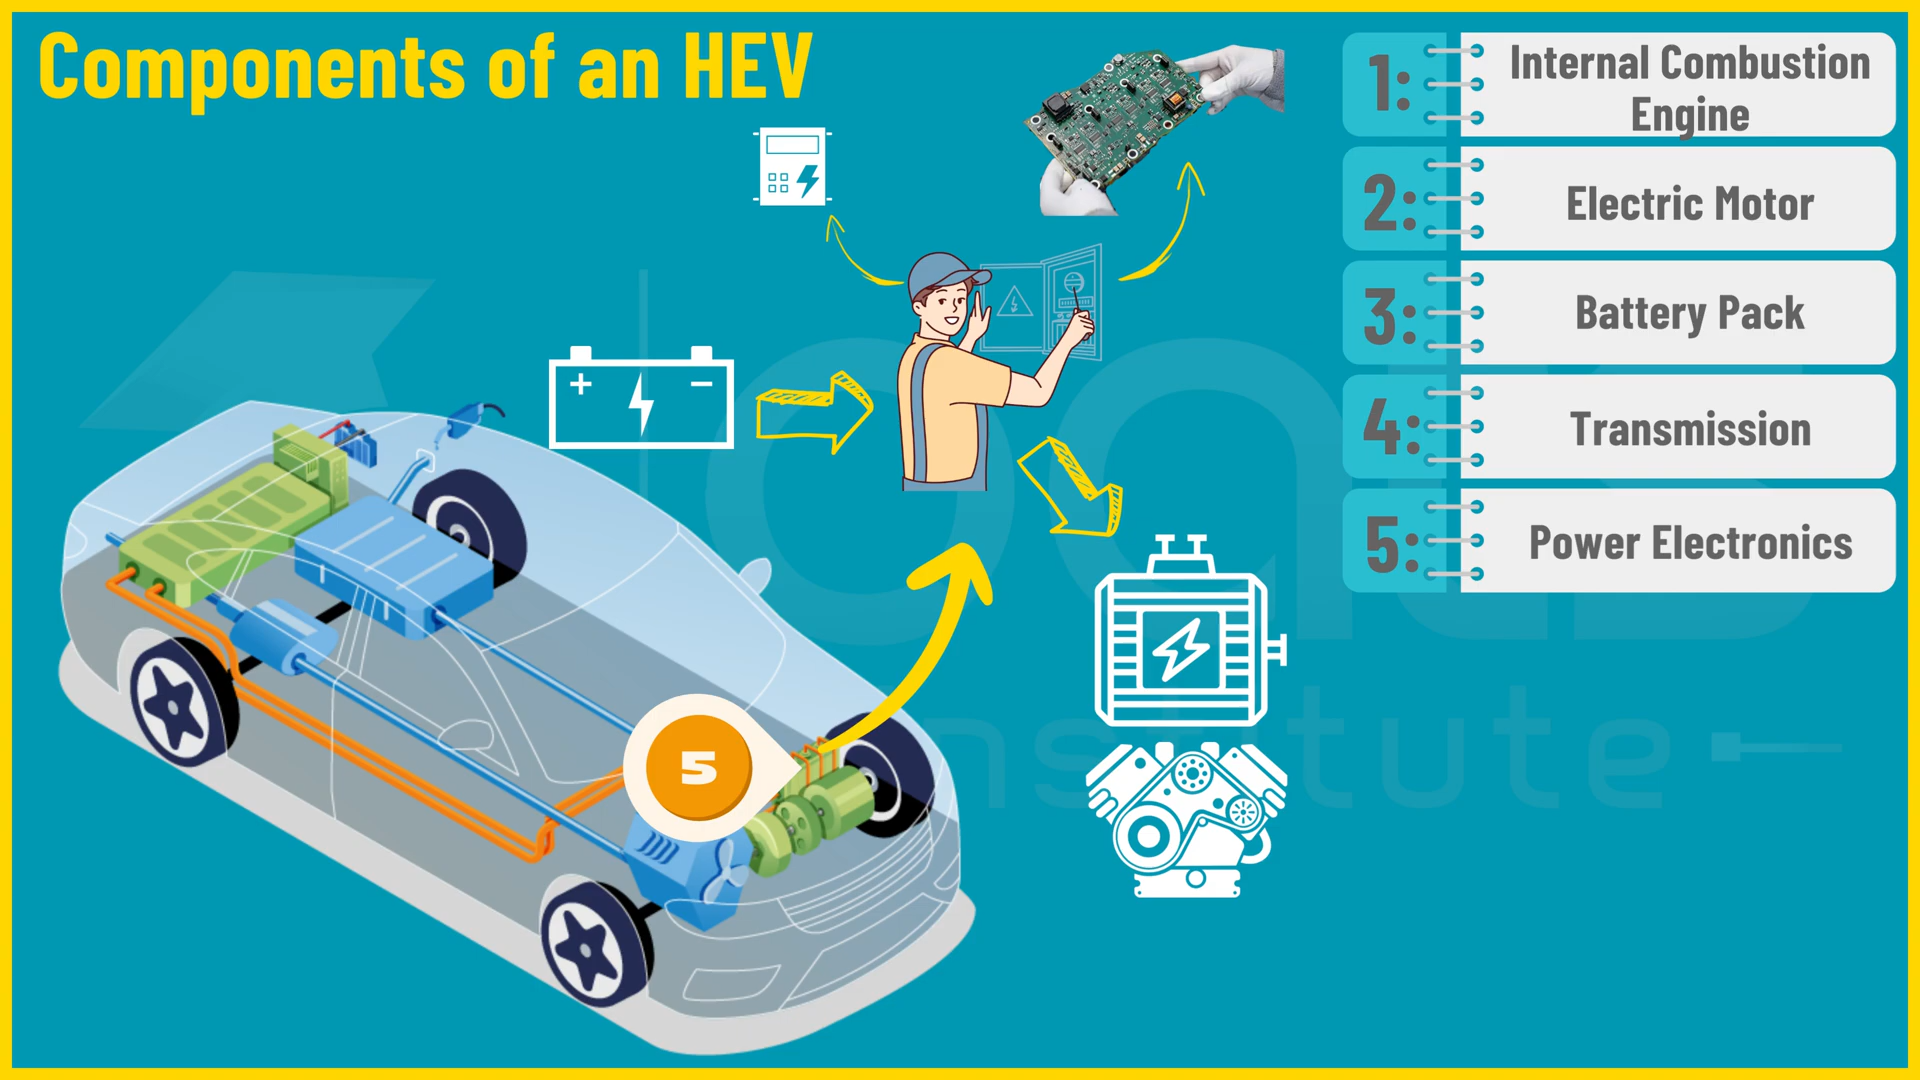 Components of an HEV
1:
Internal Combustion
Engine
2:
Electric Motor
3:
Battery Pack
4:
Transmission
5:
Power Electronics
+
−
5
institute